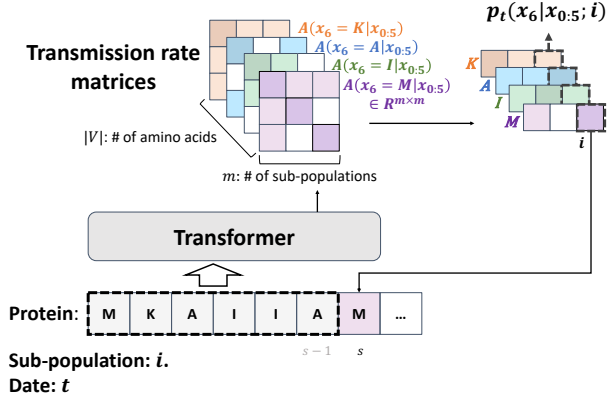 p_t(x_6|x_{0:5}; i)
Transmission rate
matrices
A(x_6 = K|x_{0:5})
A(x_6 = A|x_{0:5})
A(x_6 = I|x_{0:5})
A(x_6 = M|x_{0:5})
∈ R^{m×m}
K
A
I
M
i
|V|: # of amino acids
m: # of sub-populations
Transformer
Protein: M K A I I A M ...
s − 1 s
Sub-population: i.
Date: t